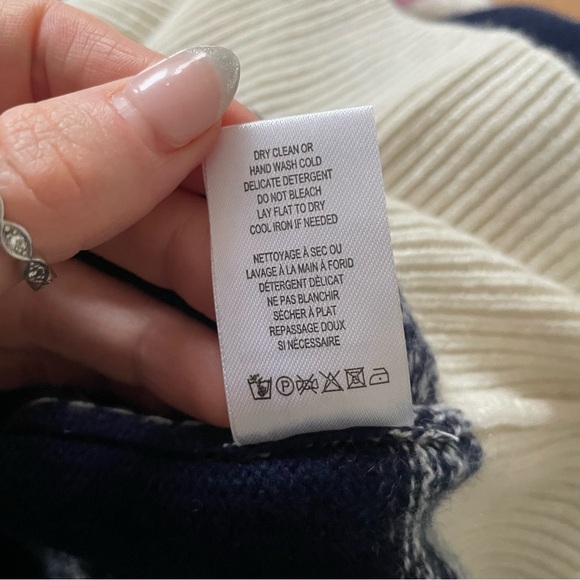 DRY CLEAN OR
HAND WASH COLD
DELICATE DETERGENT
DO NOT BLEACH
LAY FLAT TO DRY
COOL IRON IF NEEDED
NETTOYAGE À SEC OU
LAVAGE À LA MAIN À FORID
DÉTERGENT DÉLICAT
NE PAS BLANCHIR
SÉCHER À PLAT
REPASSAGE DOUX
SI NÉCESSAIRE
P